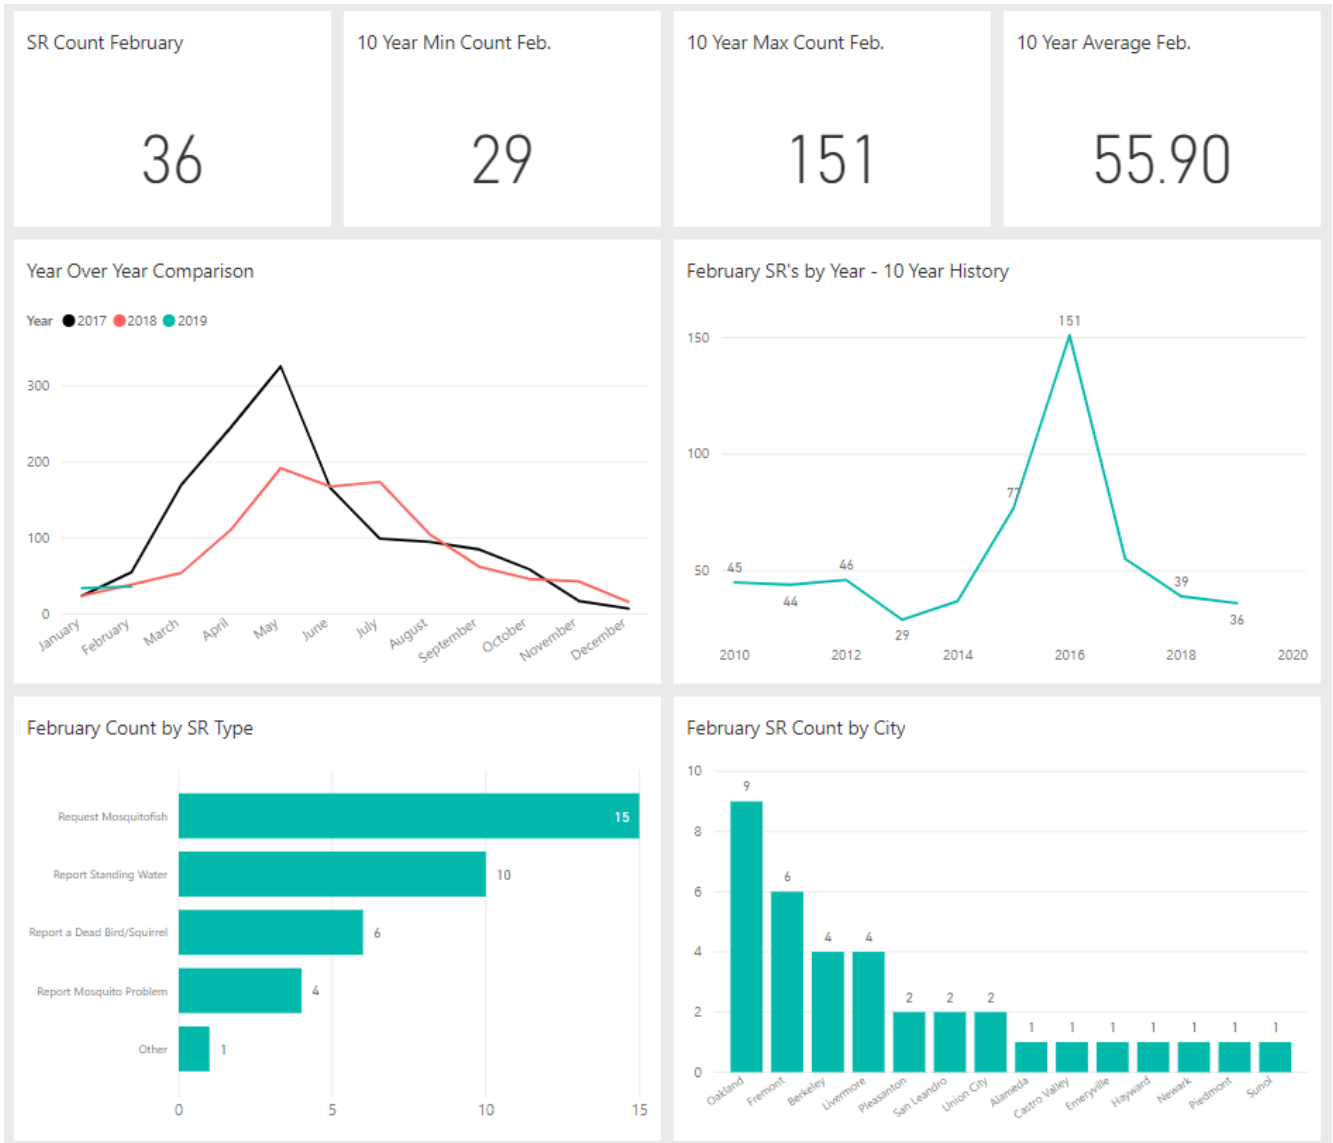 SR Count February
36
10 Year Min Count Feb.
29
10 Year Max Count Feb.
151
10 Year Average Feb.
55.90
Year Over Year Comparison
Year 2017 2018 2019
300
200
100
0
January February March April May June July August September October November December
February SR's by Year - 10 Year History
150
100
50
45
44
46
29
77
151
39
36
2010 2012 2014 2016 2018 2020
February Count by SR Type
Request Mosquitofish 15
Report Standing Water 10
Report a Dead Bird/Squirrel 6
Report Mosquito Problem 4
Other 1
0 5 10 15
February SR Count by City
10
8
6
4
2
0
9 6 4 4 2 2 2 1 1 1 1 1 1 1
Oakland Fremont Berkeley Livermore Pleasanton San Leandro Union City Alameda Castro Valley Emeryville Hayward Newark Piedmont Sunol